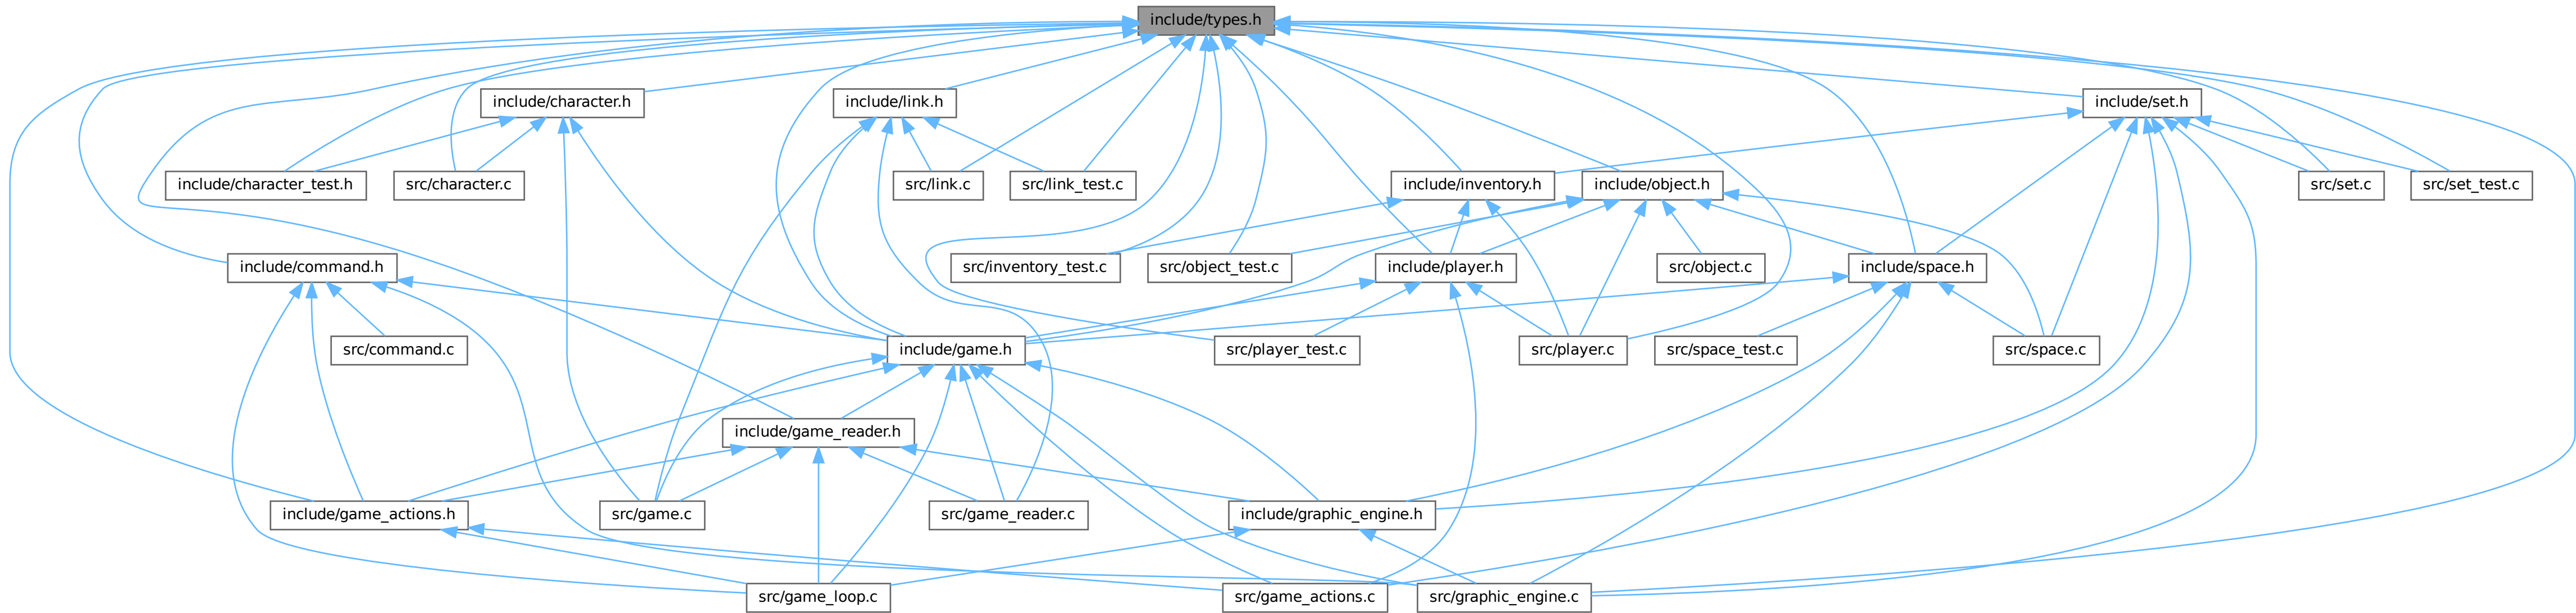 include/types.h
include/character.h
include/link.h
include/set.h
include/character_test.h
src/character.c
src/link.c
src/link_test.c
include/inventory.h
include/object.h
src/set.c
src/set_test.c
include/command.h
src/inventory_test.c
src/object_test.c
include/player.h
src/object.c
include/space.h
src/command.c
include/game.h
src/player_test.c
src/player.c
src/space_test.c
src/space.c
include/game_reader.h
include/game_actions.h
src/game.c
src/game_reader.c
include/graphic_engine.h
src/game_loop.c
src/game_actions.c
src/graphic_engine.c